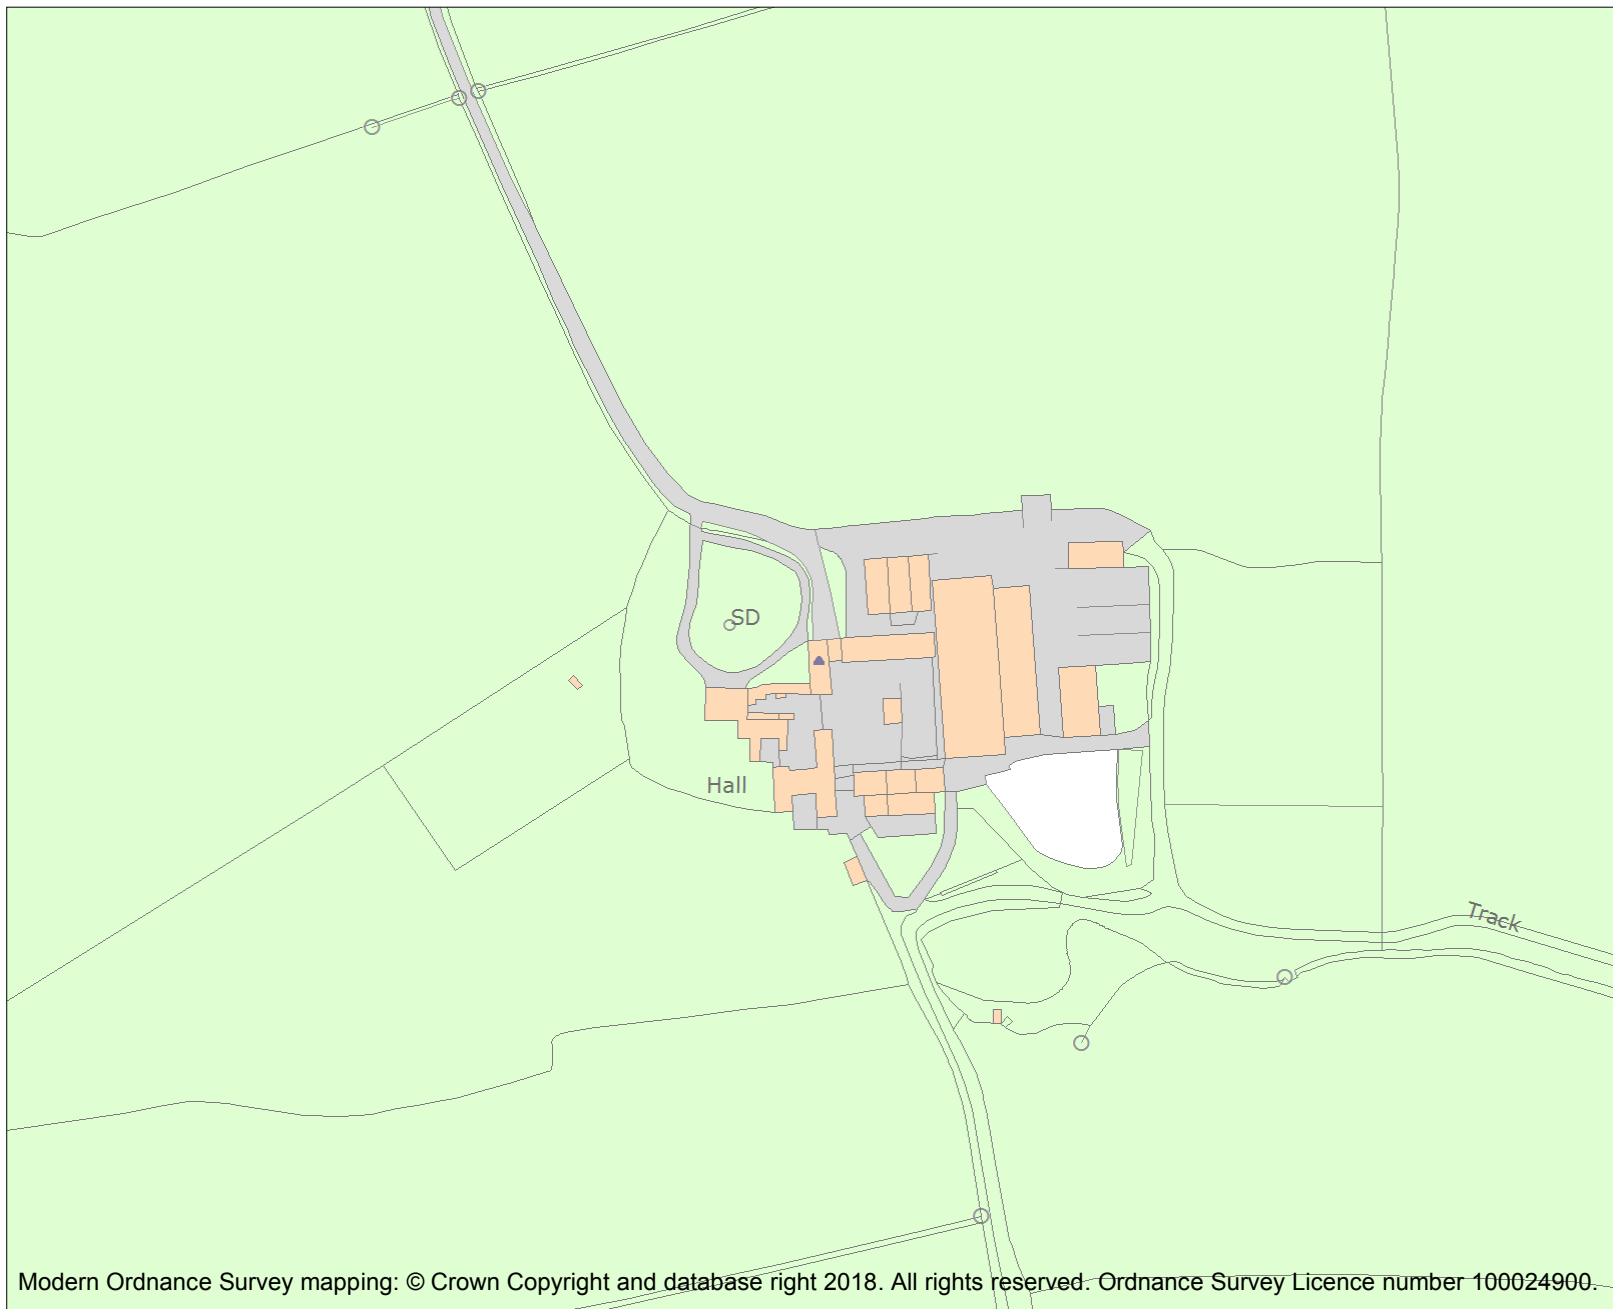 SD
Hall
Track
Modern Ordnance Survey mapping: © Crown Copyright and database right 2018. All rights reserved. Ordnance Survey Licence number 100024900.